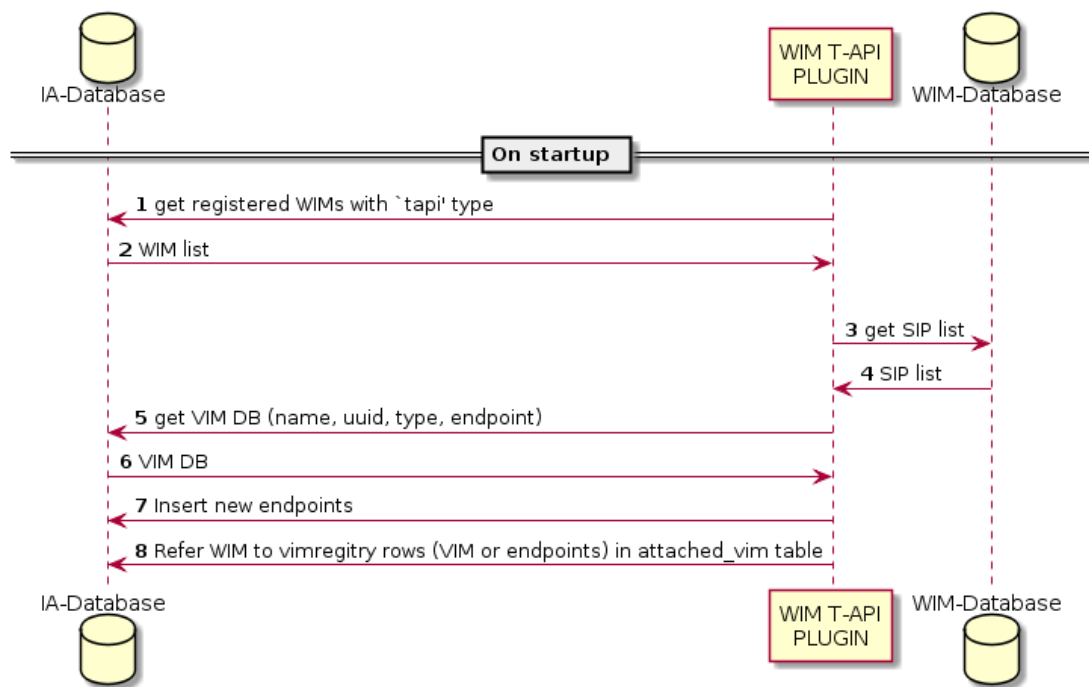 IA-Database
WIM T-API
PLUGIN
WIM-Database
On startup
1 get registered WIMs with `tapi' type
2 WIM list
3 get SIP list
4 SIP list
5 get VIM DB (name, uuid, type, endpoint)
6 VIM DB
7 Insert new endpoints
8 Refer WIM to vimregitry rows (VIM or endpoints) in attached_vim table
IA-Database
WIM T-API
PLUGIN
WIM-Database